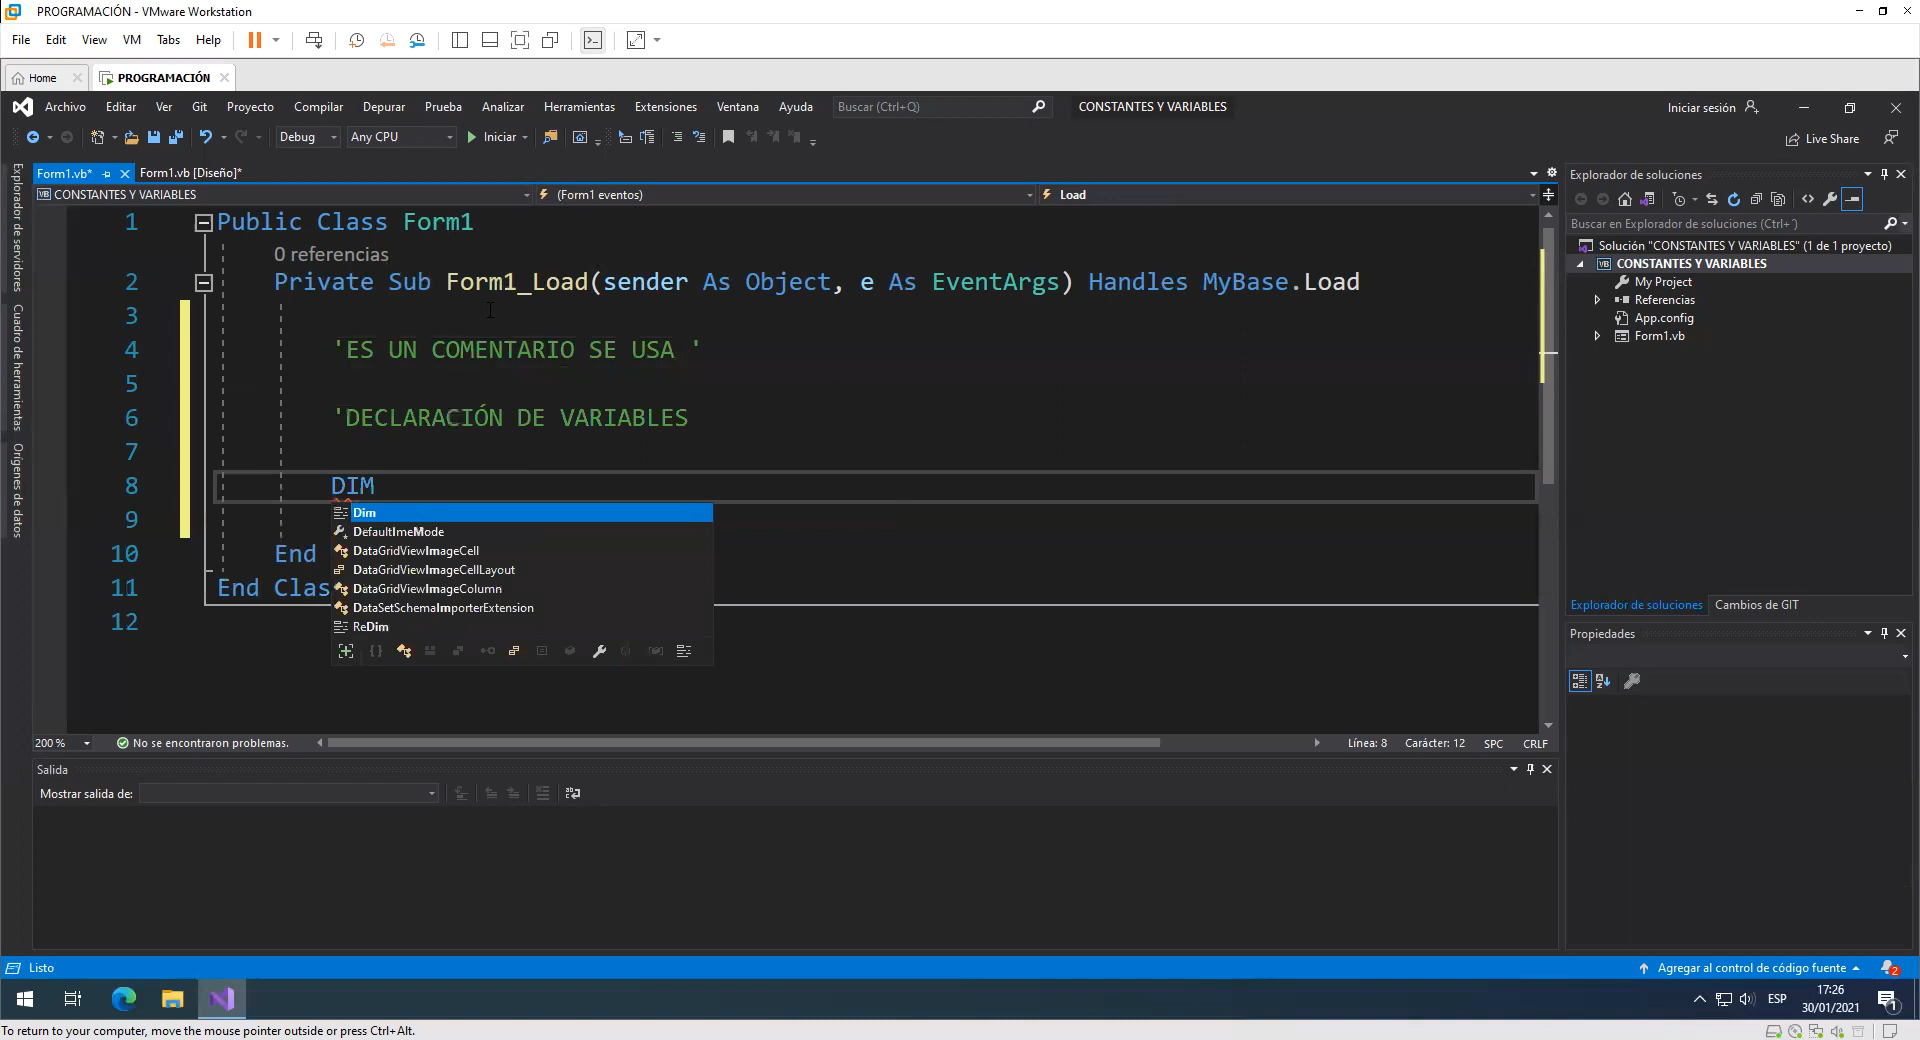 PROGRAMACIÓN - VMware Workstation
File Edit View VM Tabs Help
Home PROGRAMACIÓN
Archivo Editar Ver Git Proyecto Compilar Depurar Prueba Analizar Herramientas Extensiones Ventana Ayuda Buscar (Ctrl+Q) CONSTANTES Y VARIABLES Iniciar sesión
Debug Any CPU Iniciar Live Share
Form1.vb* Form1.vb [Diseño]*
CONSTANTES Y VARIABLES (Form1 eventos) Load
Explorador de servidores
Cuadro de herramientas
Orígenes de datos
1 Public Class Form1
0 referencias
2 Private Sub Form1_Load(sender As Object, e As EventArgs) Handles MyBase.Load
3
4 'ES UN COMENTARIO SE USA '
5
6 'DECLARACIÓN DE VARIABLES
7
8 DIM
9
10 End
11 End Clas
12
Dim
DefaultImeMode
DataGridViewImageCell
DataGridViewImageCellLayout
DataGridViewImageColumn
DataSetSchemaImporterExtension
ReDim
200 % No se encontraron problemas. Línea: 8 Carácter: 12 SPC CRLF
Salida
Mostrar salida de:
Explorador de soluciones
Buscar en Explorador de soluciones (Ctrl+´)
Solución "CONSTANTES Y VARIABLES" (1 de 1 proyecto)
VB CONSTANTES Y VARIABLES
My Project
Referencias
App.config
Form1.vb
Explorador de soluciones Cambios de GIT
Propiedades
Listo Agregar al control de código fuente 2
ESP 17:26
30/01/2021 1
To return to your computer, move the mouse pointer outside or press Ctrl+Alt.